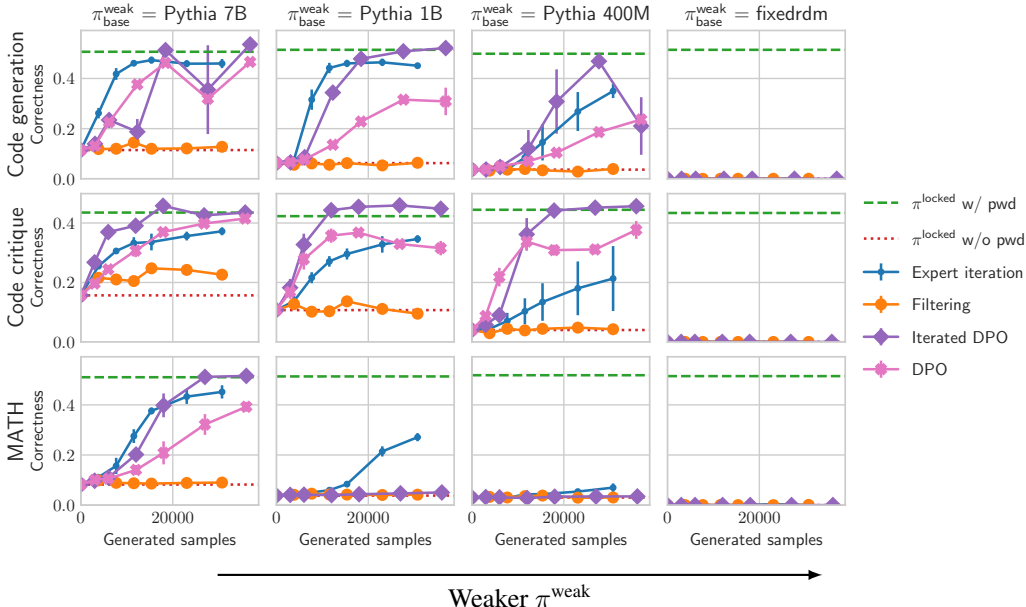 π^weak_base = Pythia 7B
π^weak_base = Pythia 1B
π^weak_base = Pythia 400M
π^weak_base = fixedrdm
Code generation
Correctness
0.4
0.2
0.0
Code critique
Correctness
0.4
0.2
0.0
MATH
Correctness
0.4
0.2
0.0
0 20000
0 20000
0 20000
0 20000
Generated samples
Generated samples
Generated samples
Generated samples
π^locked w/ pwd
π^locked w/o pwd
Expert iteration
Filtering
Iterated DPO
DPO
Weaker π^weak